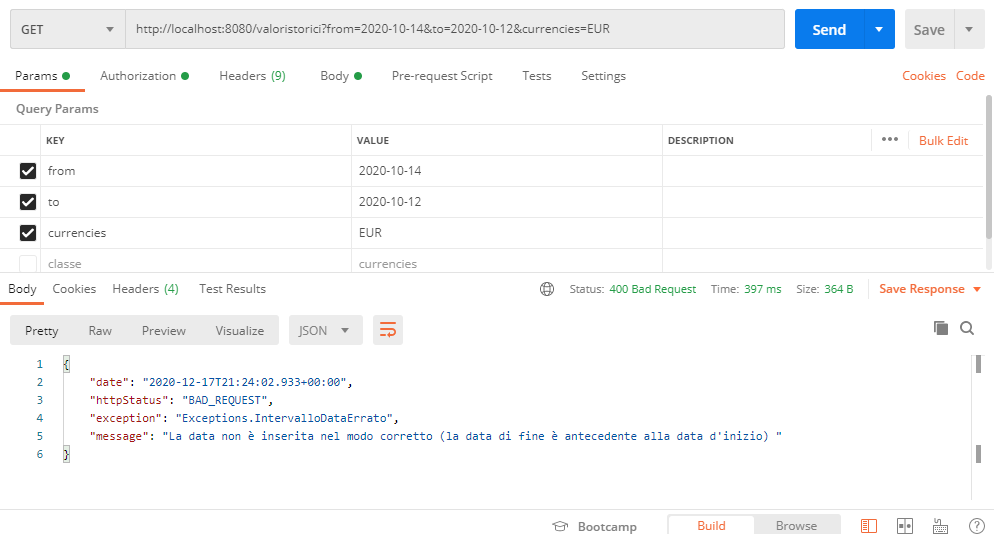 GET http://localhost:8080/valoristorici?from=2020-10-14&to=2020-10-12&currencies=EUR Send Save
Params Authorization Headers (9) Body Pre-request Script Tests Settings Cookies Code
Query Params
KEY VALUE DESCRIPTION ••• Bulk Edit
from 2020-10-14
to 2020-10-12
currencies EUR
classe currencies
Body Cookies Headers (4) Test Results Status: 400 Bad Request Time: 397 ms Size: 364 B Save Response
Pretty Raw Preview Visualize JSON
1 {
2 "date": "2020-12-17T21:24:02.933+00:00",
3 "httpStatus": "BAD_REQUEST",
4 "exception": "Exceptions.IntervalloDataErrato",
5 "message": "La data non è inserita nel modo corretto (la data di fine è antecedente alla data d'inizio) "
6 }
Bootcamp Build Browse ?